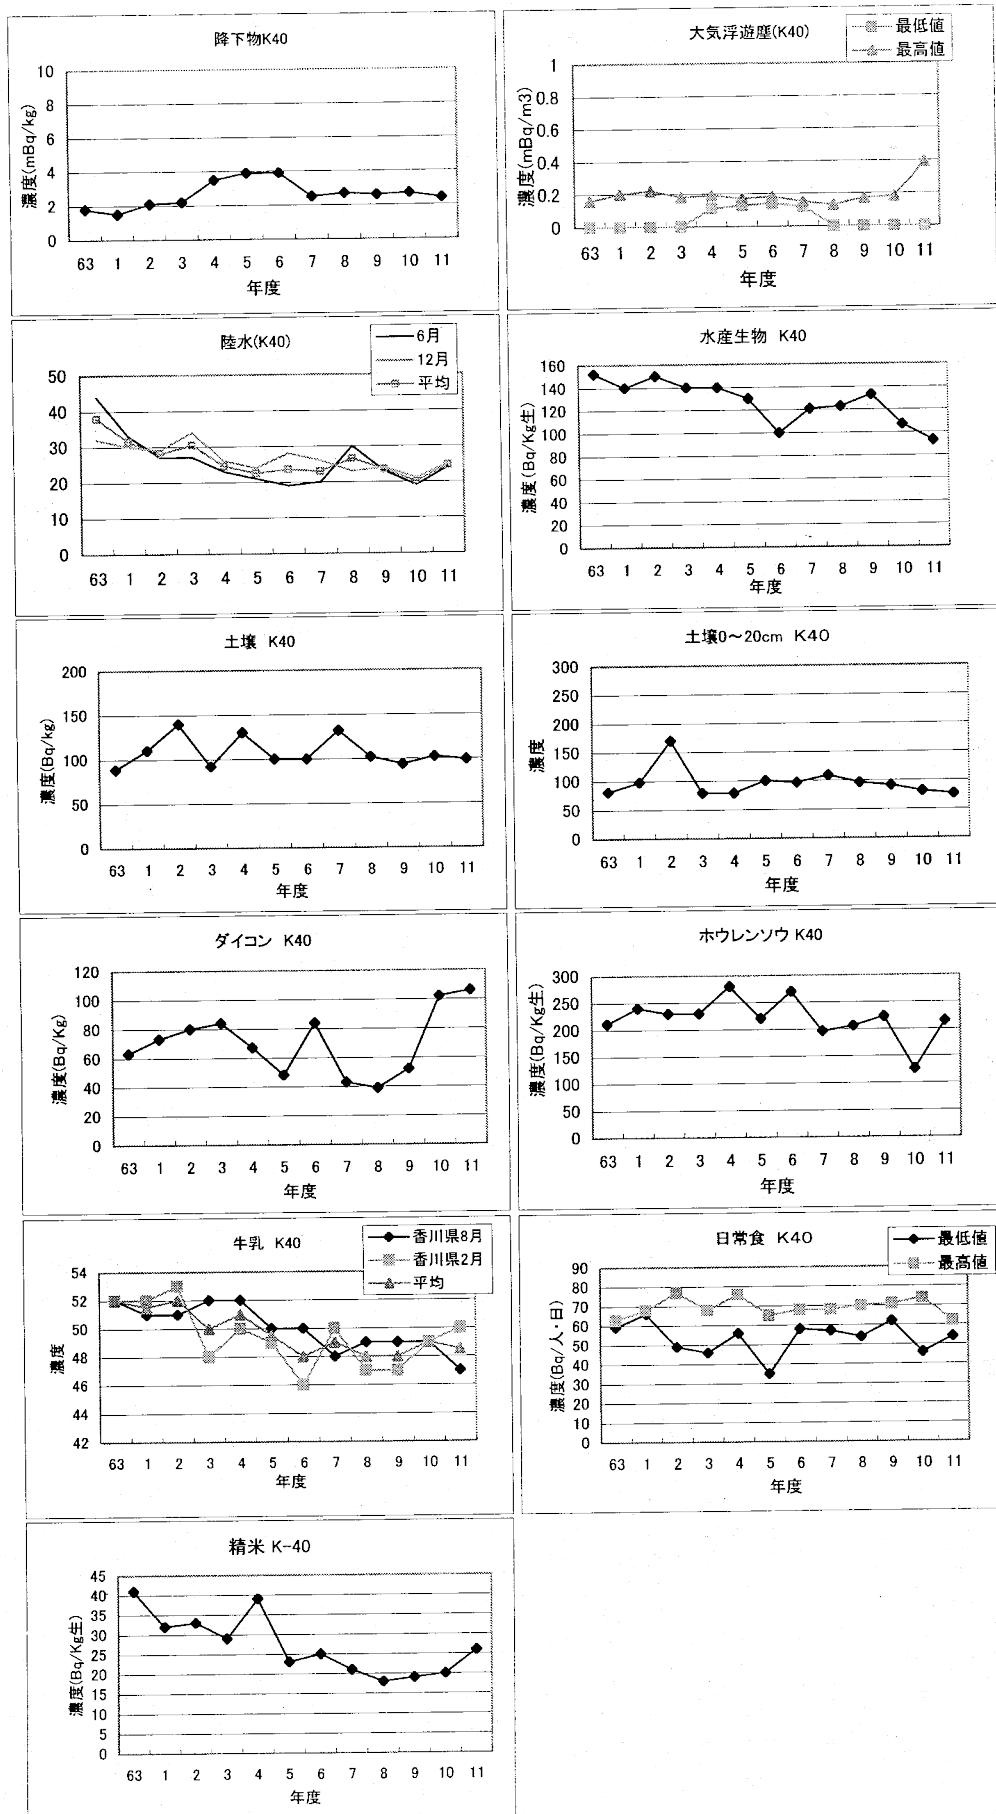 降下物K40
濃度(mBq/kg)
10
8
6
4
2
0
63 1 2 3 4 5 6 7 8 9 10 11
年度
大気浮遊塵(K40)
最低値
最高値
濃度(mBq/m3)
1
0.8
0.6
0.4
0.2
0
63 1 2 3 4 5 6 7 8 9 10 11
年度
陸水(K40)
6月
12月
平均
50
40
30
20
10
0
63 1 2 3 4 5 6 7 8 9 10 11
水産生物 K40
濃度(Bq/Kg生)
160
140
120
100
80
60
40
20
0
63 1 2 3 4 5 6 7 8 9 10 11
年度
土壌 K40
濃度(Bq/kg)
200
150
100
50
0
63 1 2 3 4 5 6 7 8 9 10 11
年度
土壌0～20cm K40
濃度
300
250
200
150
100
50
0
63 1 2 3 4 5 6 7 8 9 10 11
年度
ダイコン K40
濃度(Bq/Kg)
120
100
80
60
40
20
0
63 1 2 3 4 5 6 7 8 9 10 11
年度
ホウレンソウ K40
濃度(Bq/Kg生)
300
250
200
150
100
50
0
63 1 2 3 4 5 6 7 8 9 10 11
年度
牛乳 K40
香川県8月
香川県2月
平均
濃度
54
52
50
48
46
44
42
63 1 2 3 4 5 6 7 8 9 10 11
年度
日常食 K40
最低値
最高値
濃度(Bq/人・日)
90
80
70
60
50
40
30
20
10
0
63 1 2 3 4 5 6 7 8 9 10 11
年度
精米 K-40
濃度(Bq/Kg生)
45
40
35
30
25
20
15
10
5
0
63 1 2 3 4 5 6 7 8 9 10 11
年度